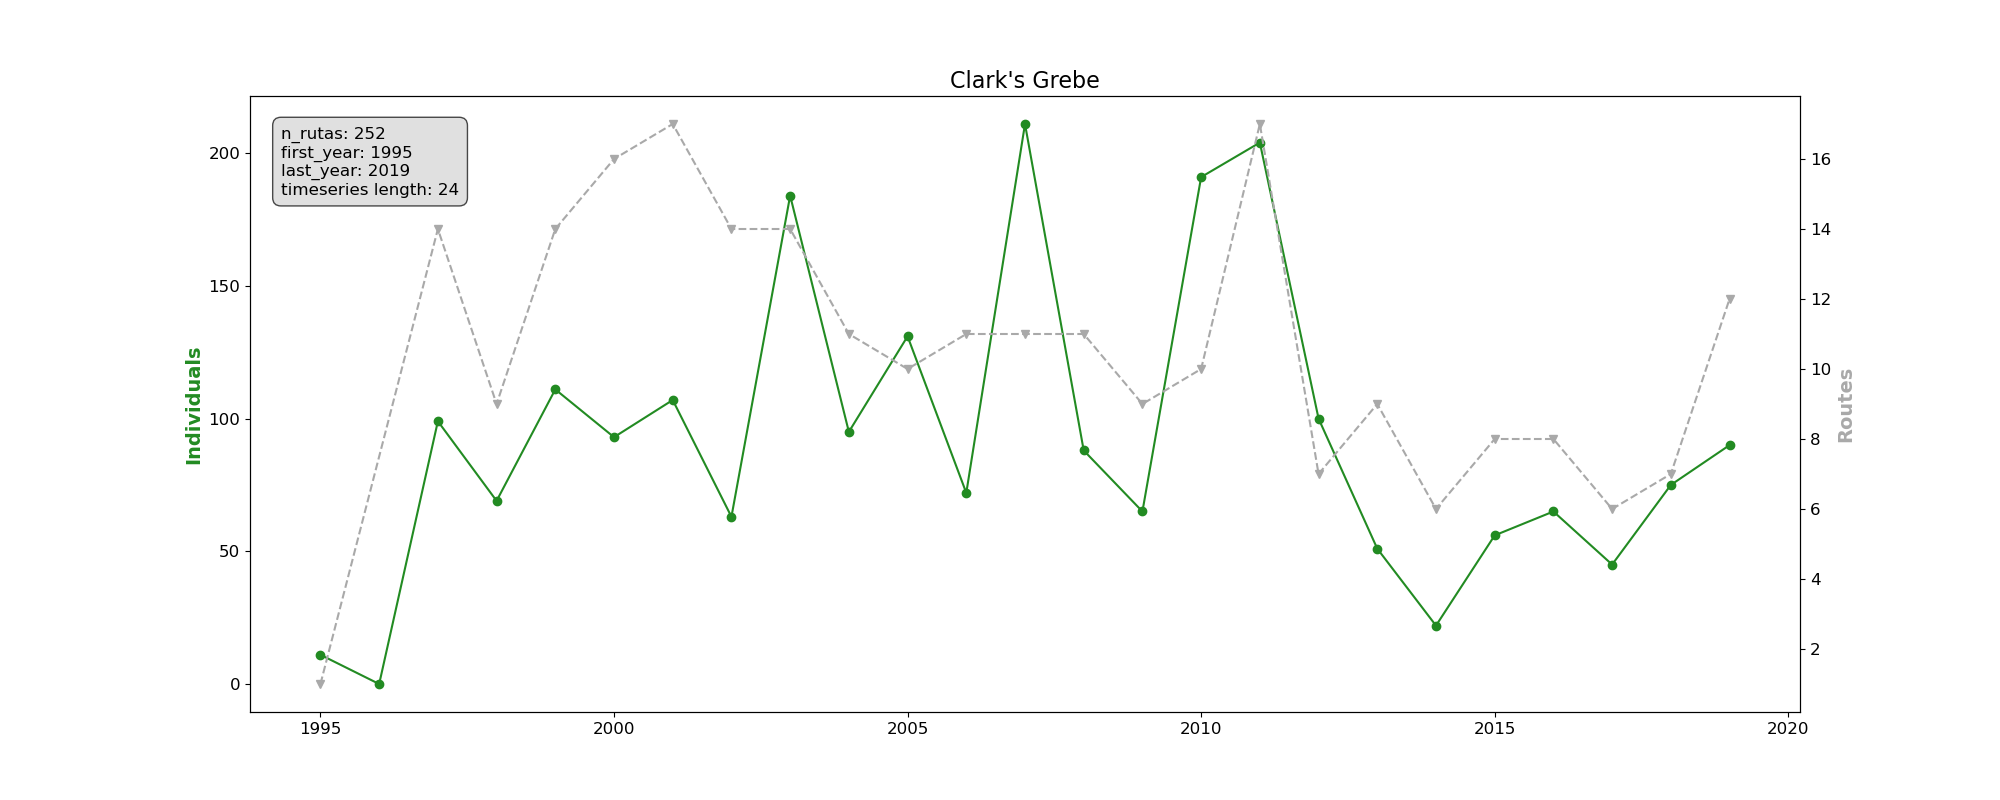 Clark's Grebe
n_rutas: 252
first_year: 1995
last_year: 2019
timeseries length: 24
200
150
100
50
0
Individuals
16
14
12
10
8
6
4
2
Routes
1995 2000 2005 2010 2015 2020